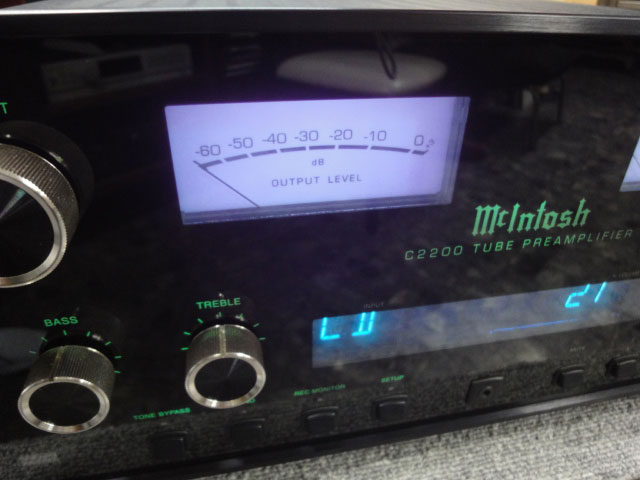 T
-60 -50 -40 -30 -20 -10 0
dB
OUTPUT LEVEL
McIntosh
C2200 TUBE PREAMPLIFIER
BASS
TREBLE
INPUT
CD
21
TONE BYPASS
REC MONITOR
SETUP